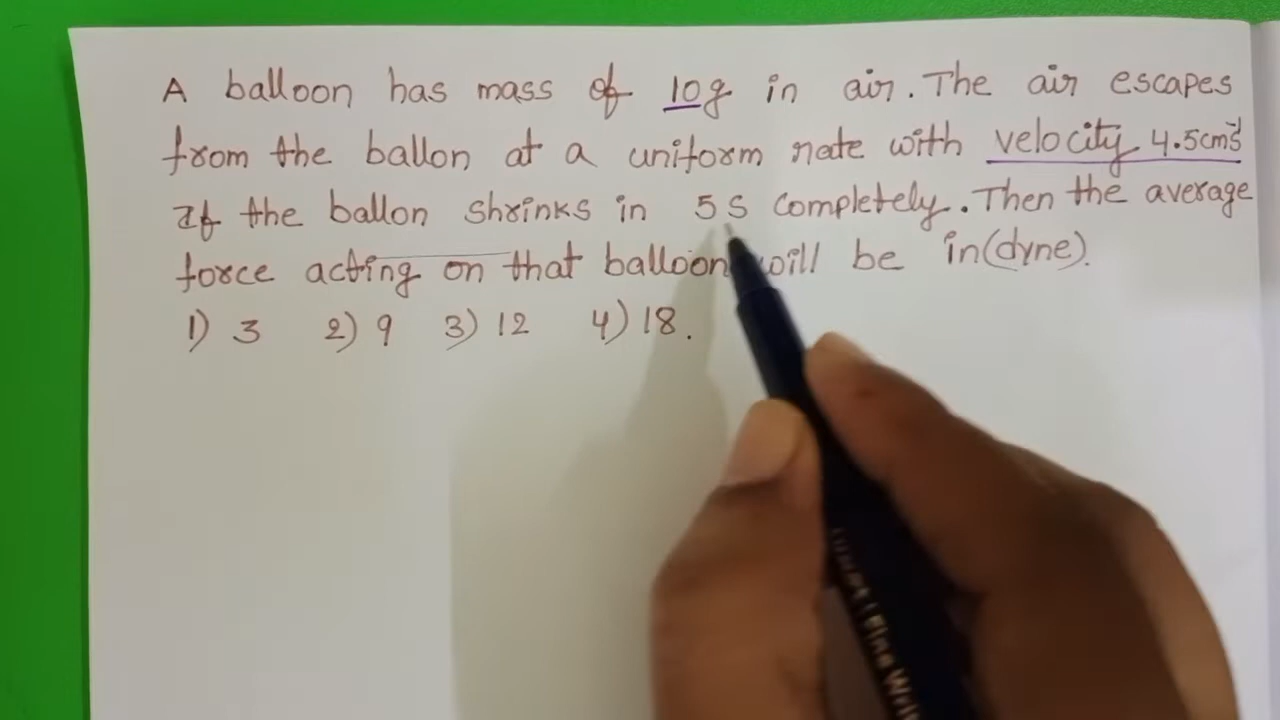 A balloon has mass of 10g in air. The air escapes
from the ballon at a uniform rate with velocity 4.5cms⁻¹
If the ballon shrinks in 5S completely. Then the average
force acting on that balloon will be in(dyne).
1) 3 2) 9 3) 12 4) 18.